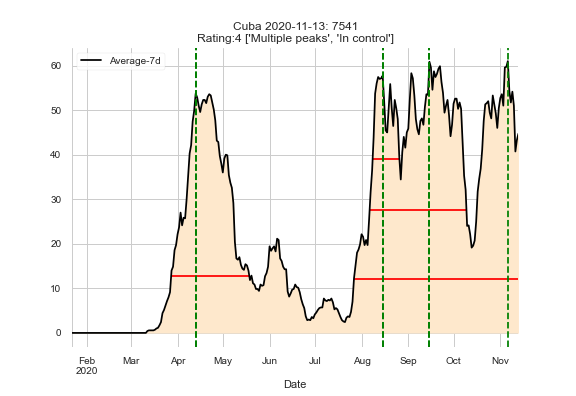 Cuba 2020-11-13: 7541
Rating:4 ['Multiple peaks', 'In control']
Average-7d
60
50
40
30
20
10
0
Feb Mar Apr May Jun Jul Aug Sep Oct Nov
2020
Date